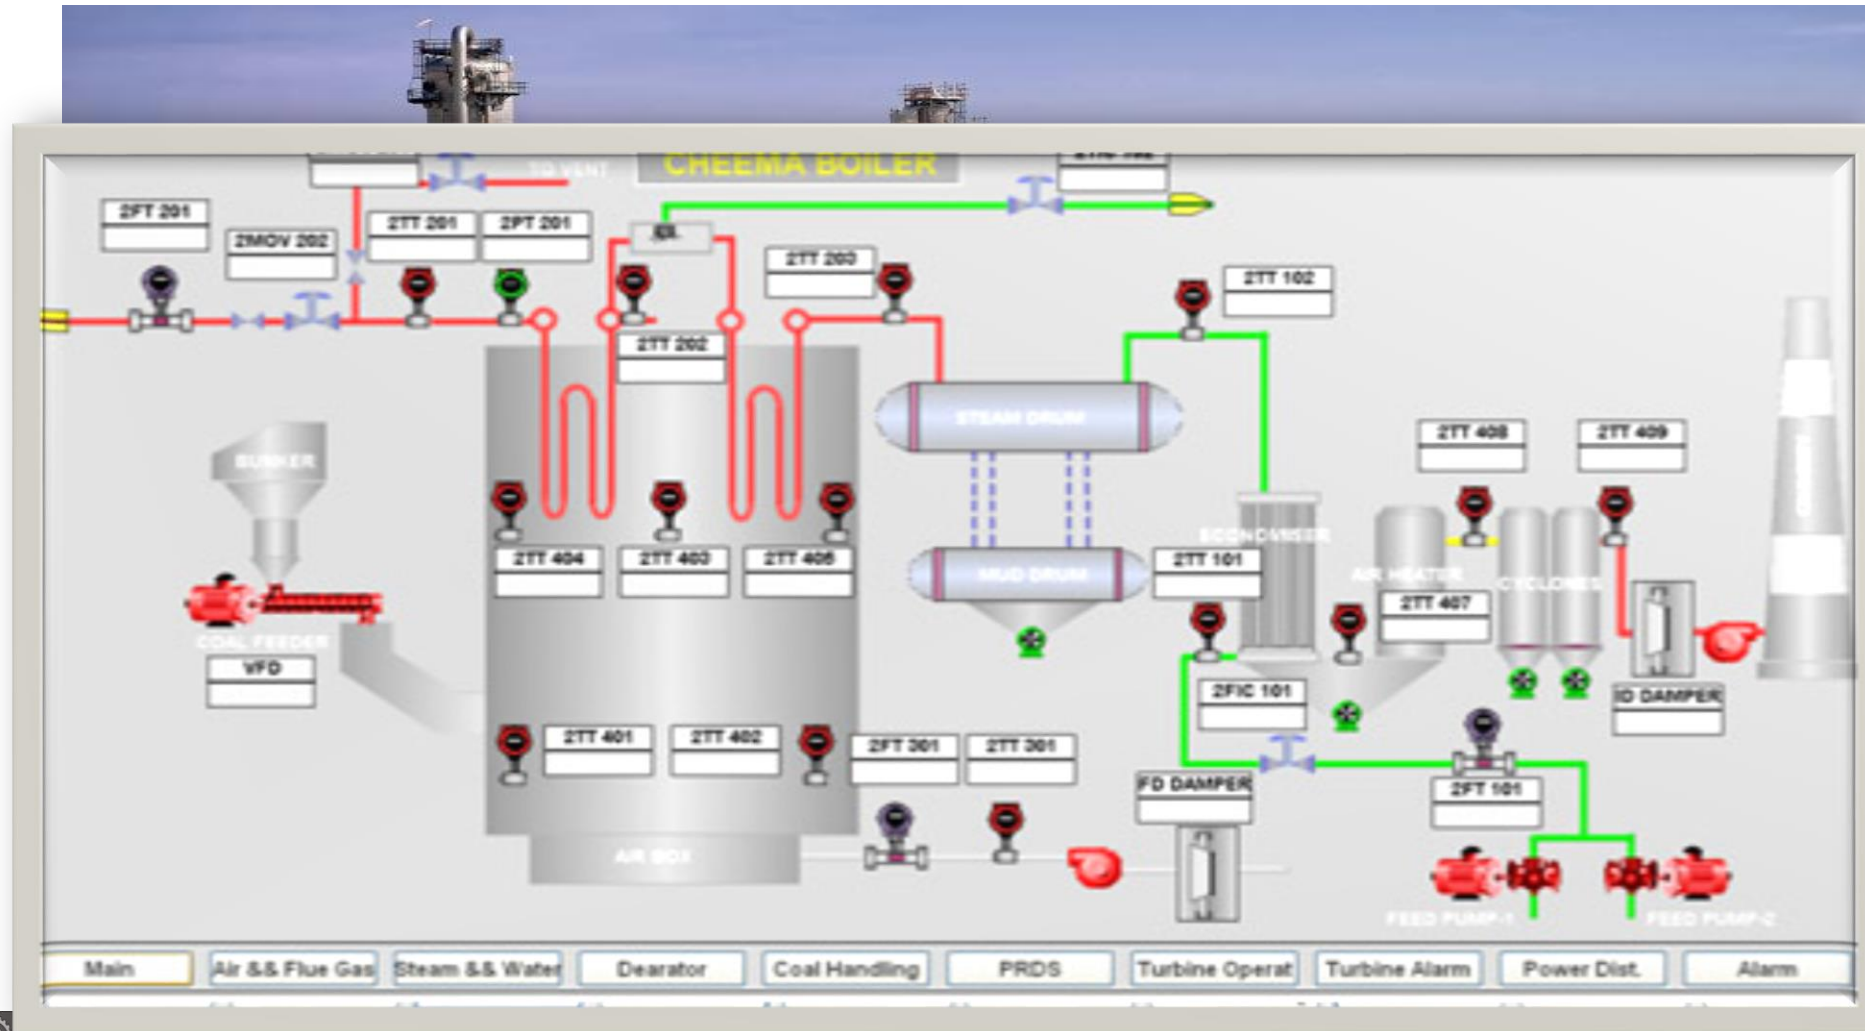 TO VENT
CHEEMA BOILER
2FT 201
2MOV 202
2TT 201
2PT 201
2TT 203
2TT 102
2TT 202
STEAM DRUM
2TT 408
2TT 409
BUNKER
CHIMNEY
ECONOMISER
2TT 404
2TT 403
2TT 405
MUD DRUM
2TT 101
AIR HEATER
CYCLONES
2TT 407
COAL FEEDER
VFD
2FIC 101
ID DAMPER
2TT 401
2TT 402
2FT 301
2TT 301
FD DAMPER
2FT 101
AIR BOX
FEED PUMP-1
FEED PUMP-2
Main
Air && Flue Gas
Steam && Water
Dearator
Coal Handling
PRDS
Turbine Operat
Turbine Alarm
Power Dist.
Alarm